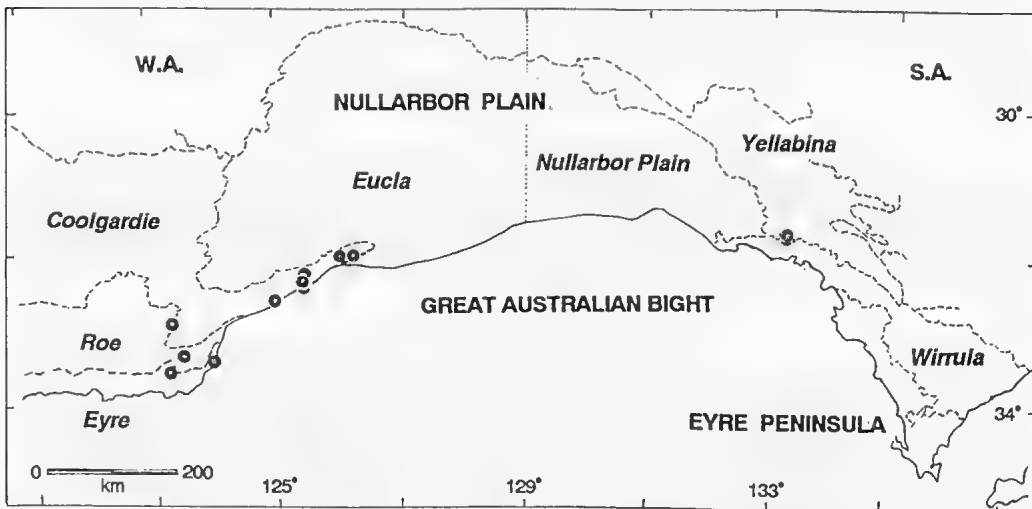 W.A.
S.A.
NULLARBOR PLAIN
30°
Yellabina
Nullarbor Plain
Eucla
Coolgardie
GREAT AUSTRALIAN BIGHT
Roe
Wirrula
Eyre
EYRE PENINSULA
34°
0 200
km
125°
129°
133°